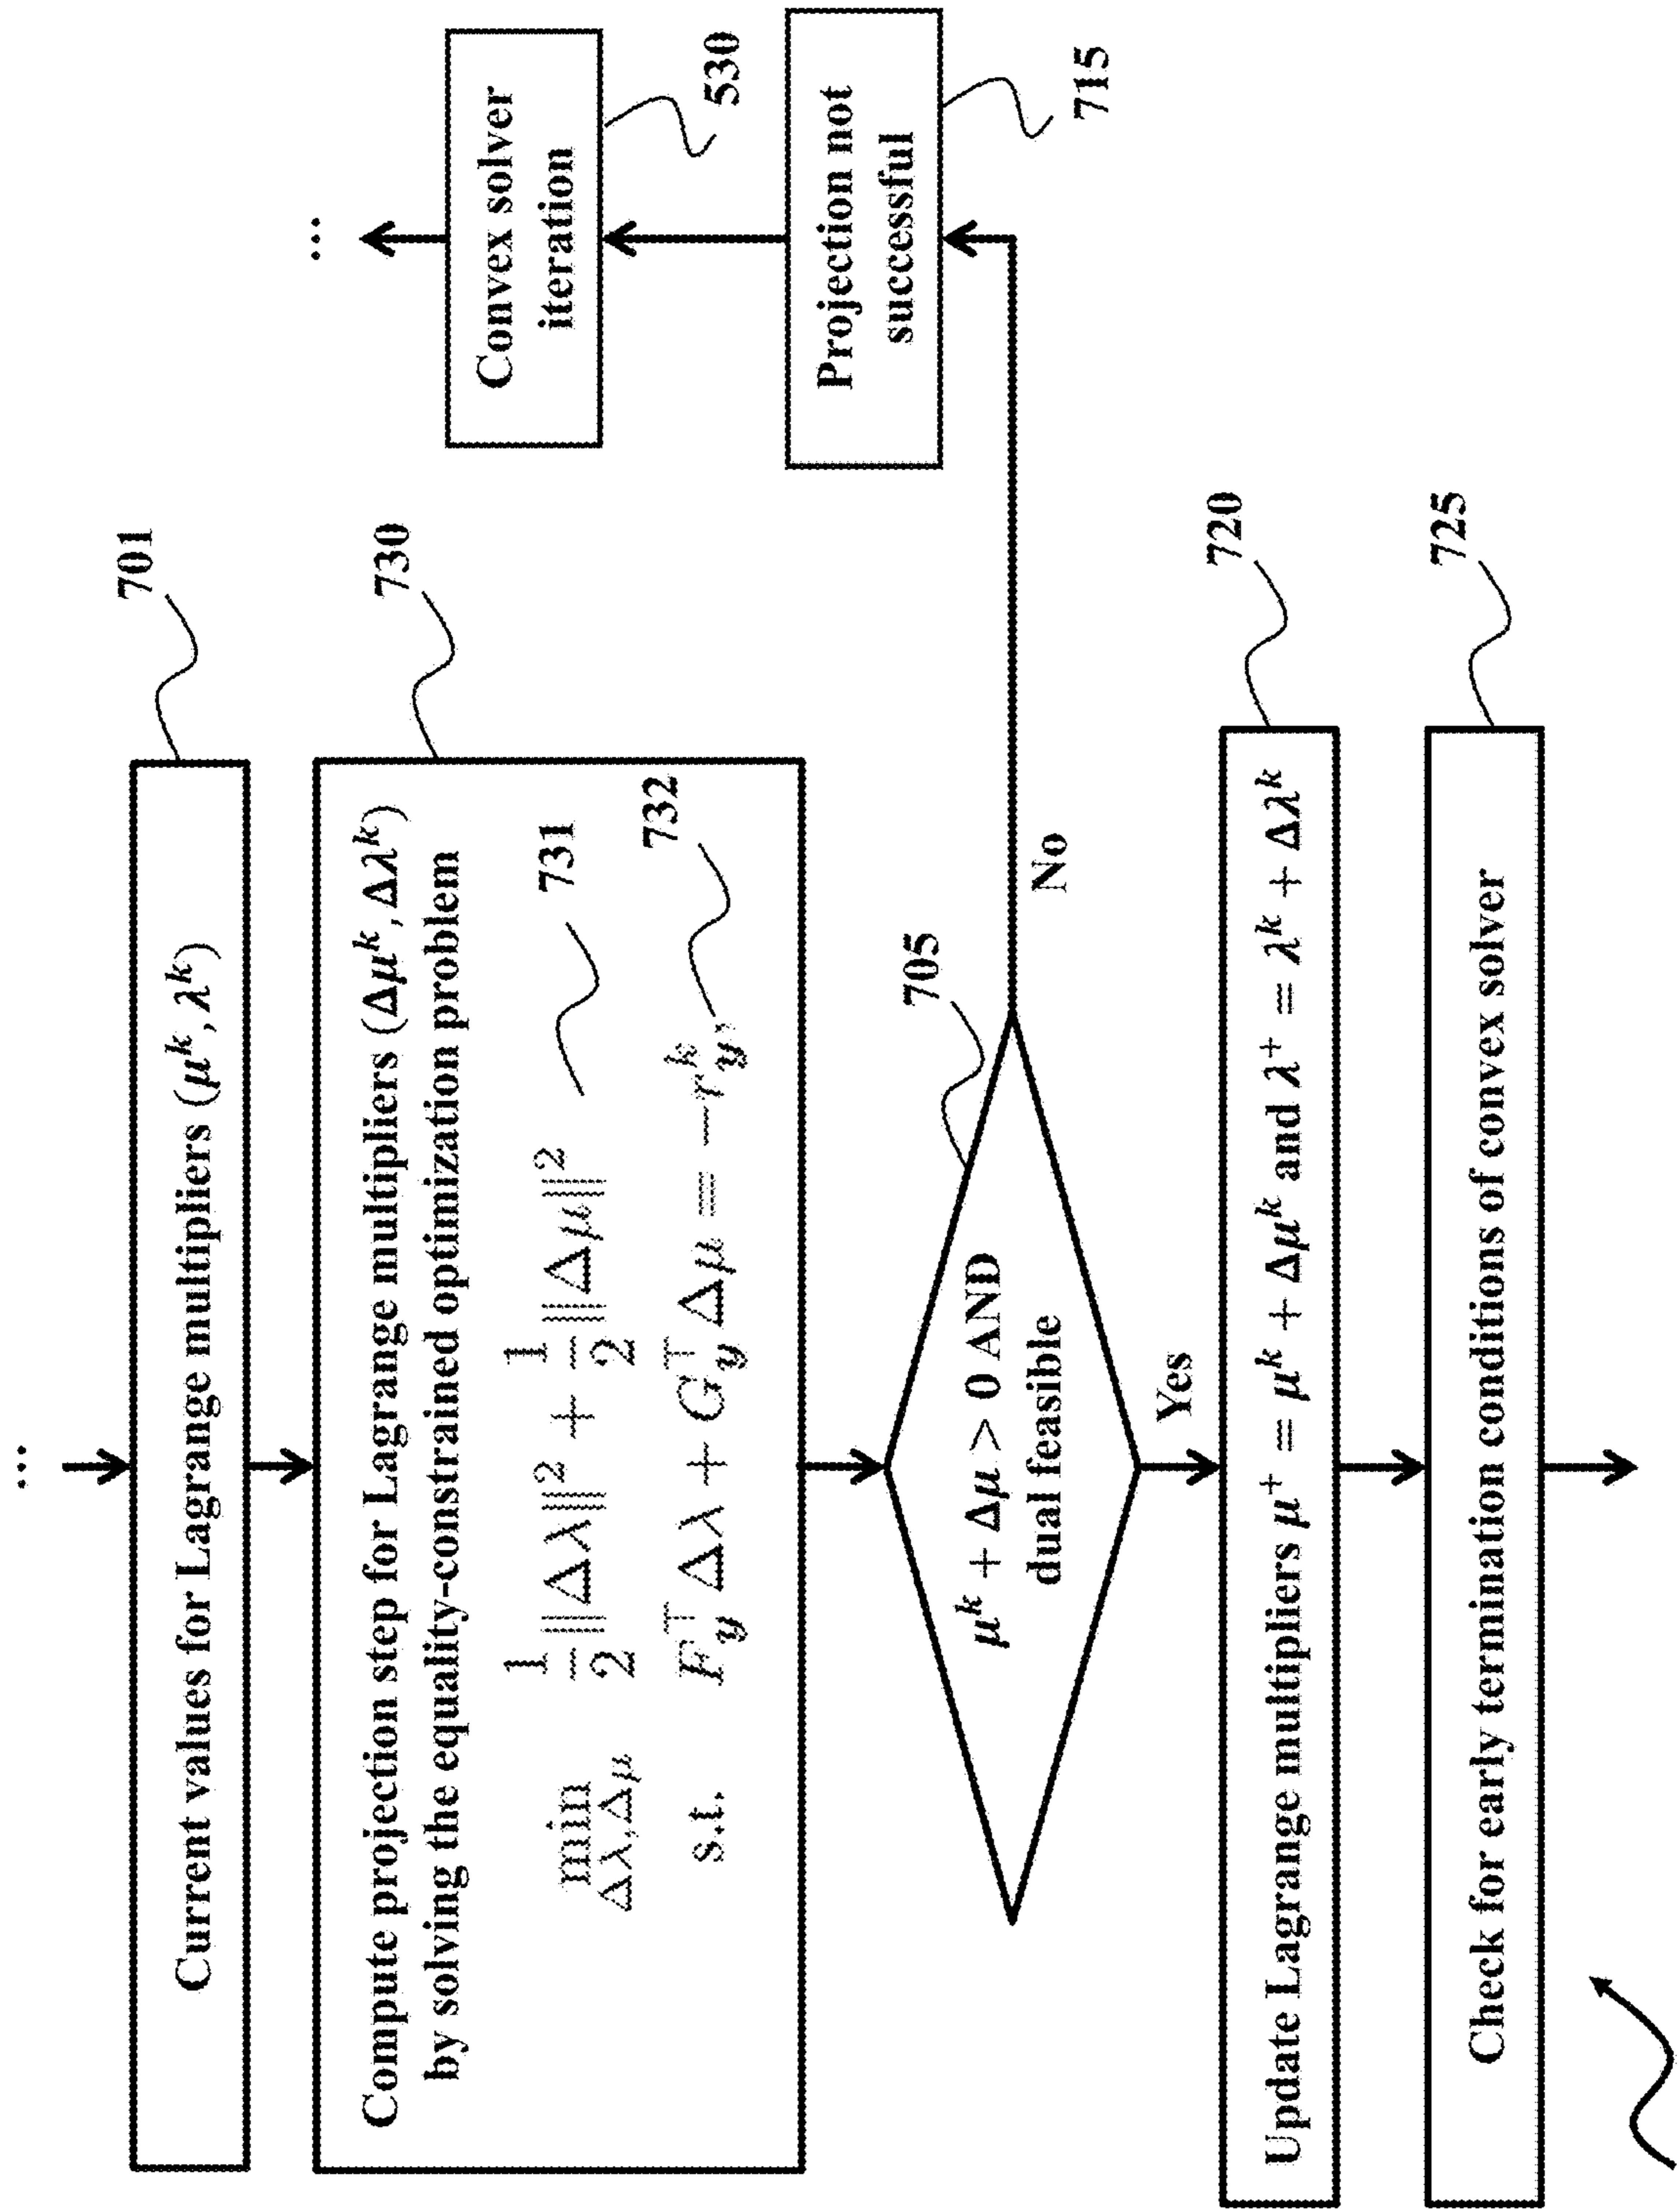 ...
Current values for Lagrange multipliers (μ^k, λ^k)
701
Compute projection step for Lagrange multipliers (Δμ^k, Δλ^k)
by solving the equality-constrained optimization problem
730
min_{Δλ,Δμ} 1/2 ||Δλ||^2 + 1/2 ||Δμ||^2
731
s.t. F_y^⊤ Δλ + G_y^⊤ Δμ = −r_y^k,
732
μ^k + Δμ > 0 AND
dual feasible
705
No
Yes
Projection not
successful
715
Convex solver
iteration
530
...
Update Lagrange multipliers μ^+ = μ^k + Δμ^k and λ^+ = λ^k + Δλ^k
720
Check for early termination conditions of convex solver
725